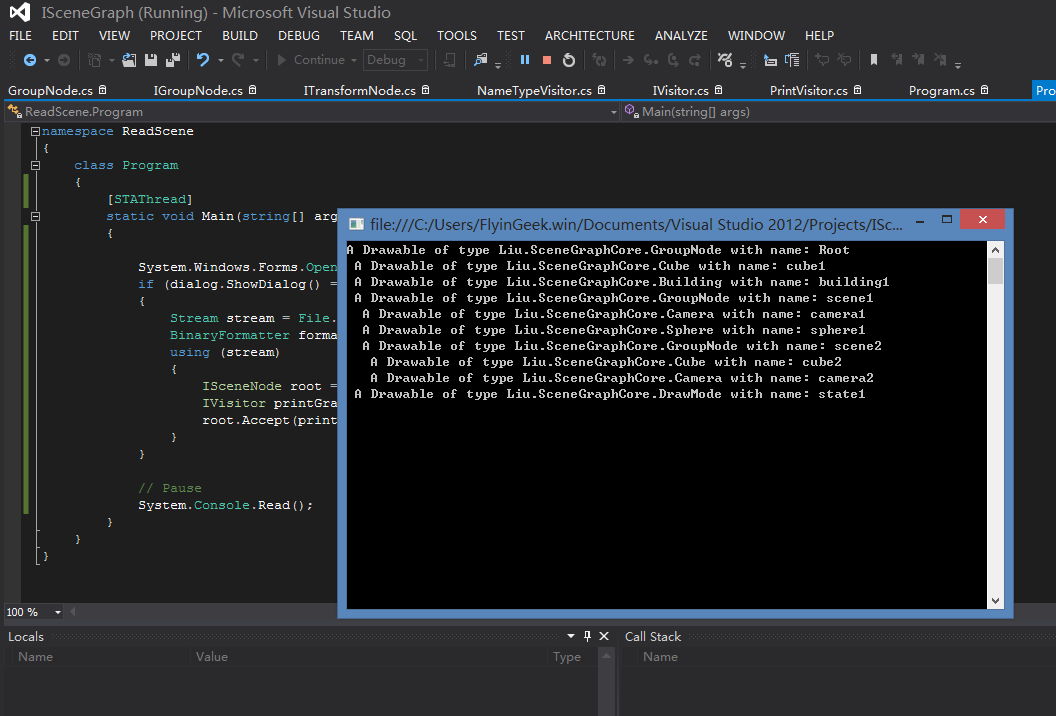 ISceneGraph (Running) - Microsoft Visual Studio
FILE EDIT VIEW PROJECT BUILD DEBUG TEAM SQL TOOLS TEST ARCHITECTURE ANALYZE WINDOW HELP
Continue Debug
GroupNode.cs IGroupNode.cs ITransformNode.cs NameTypeVisitor.cs IVisitor.cs PrintVisitor.cs Program.cs Pro
ReadScene.Program Main(string[] args)
namespace ReadScene
{
class Program
{
[STAThread]
static void Main(string[] arg
{
System.Windows.Forms.Open
if (dialog.ShowDialog() =
{
Stream stream = File.
BinaryFormatter forma
using (stream)
{
ISceneNode root =
IVisitor printGra
root.Accept(print
}
}
// Pause
System.Console.Read();
}
}
}
file:///C:/Users/FlyinGeek.win/Documents/Visual Studio 2012/Projects/ISc...
A Drawable of type Liu.SceneGraphCore.GroupNode with name: Root
A Drawable of type Liu.SceneGraphCore.Cube with name: cube1
A Drawable of type Liu.SceneGraphCore.Building with name: building1
A Drawable of type Liu.SceneGraphCore.GroupNode with name: scene1
A Drawable of type Liu.SceneGraphCore.Camera with name: camera1
A Drawable of type Liu.SceneGraphCore.Sphere with name: sphere1
A Drawable of type Liu.SceneGraphCore.GroupNode with name: scene2
A Drawable of type Liu.SceneGraphCore.Cube with name: cube2
A Drawable of type Liu.SceneGraphCore.Camera with name: camera2
A Drawable of type Liu.SceneGraphCore.DrawMode with name: state1
100 %
Locals Call Stack
Name Value Type Name